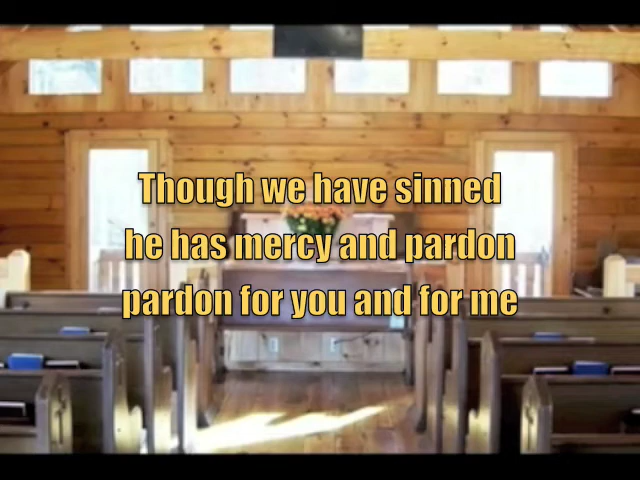 Though we have sinned
he has mercy and pardon
pardon for you and for me